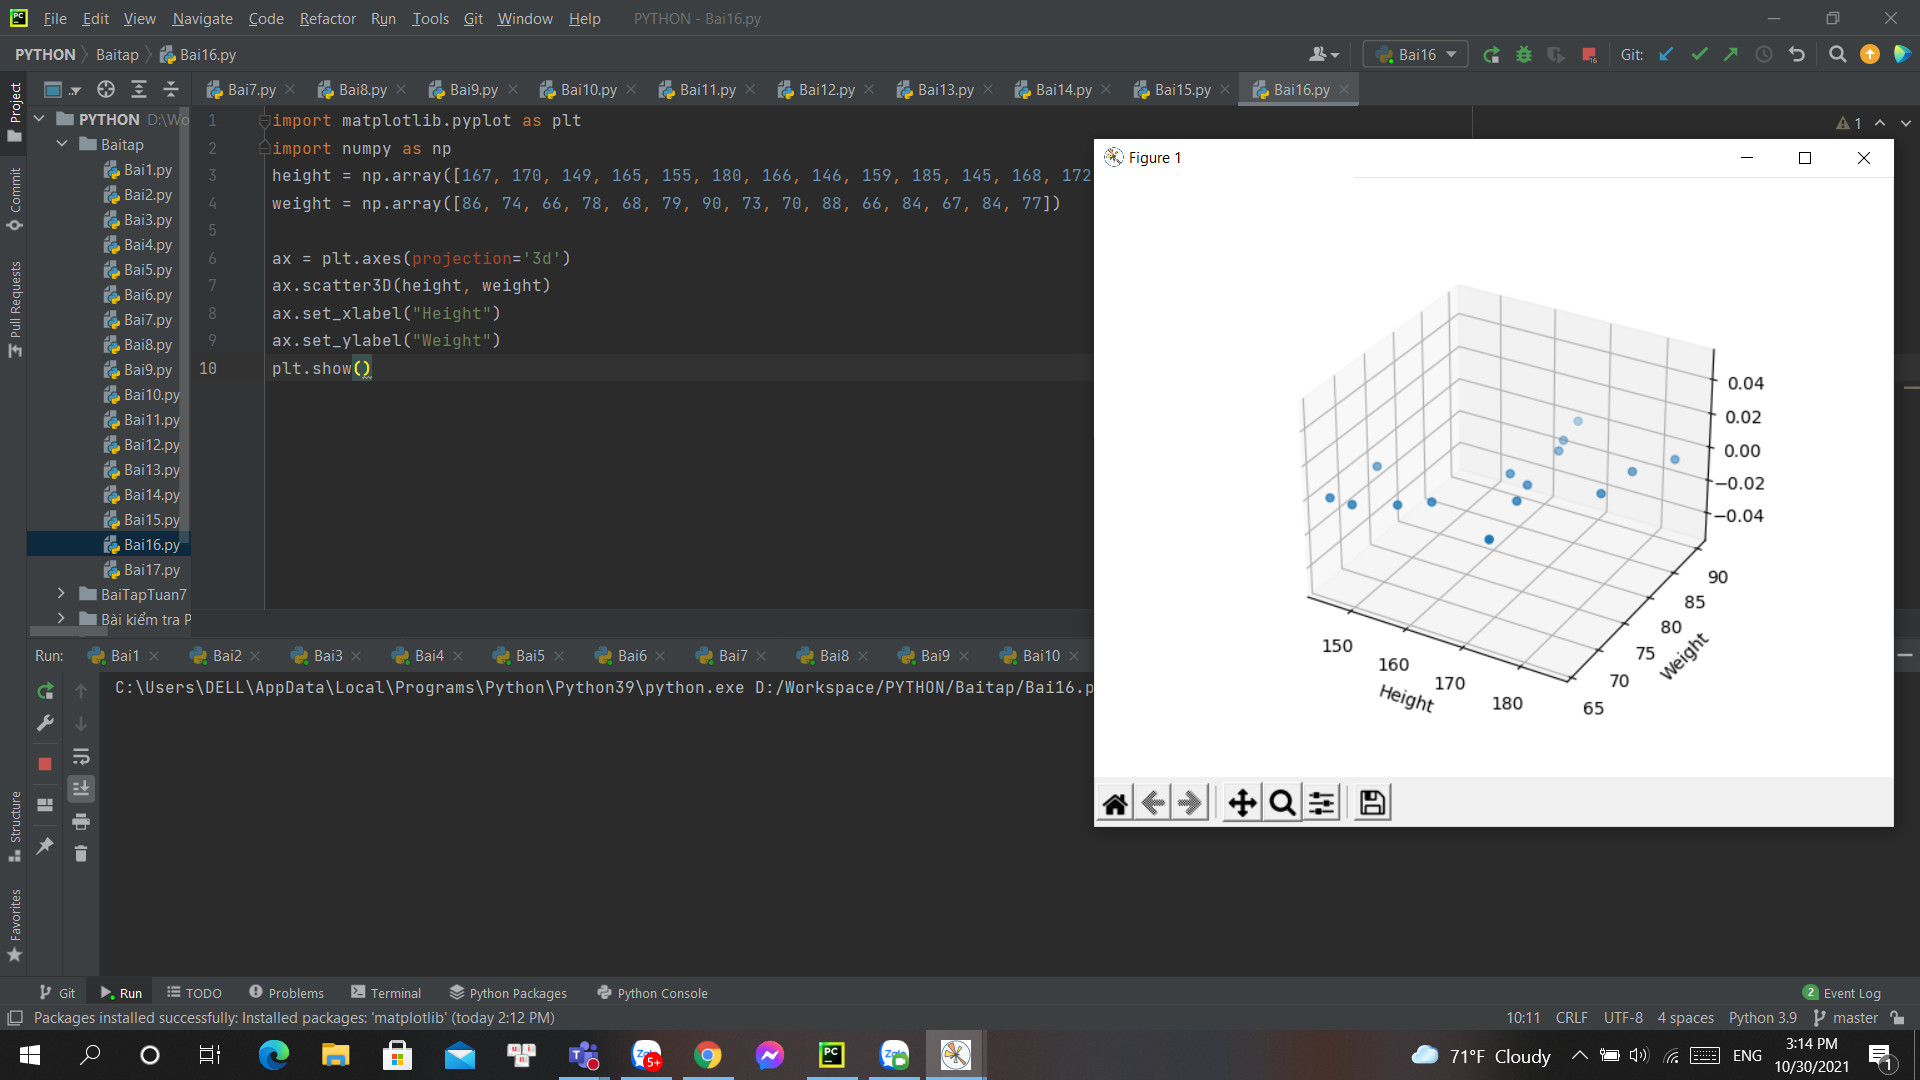 File Edit View Navigate Code Refactor Run Tools Git Window Help PYTHON - Bai16.py
PYTHON Baitap Bai16.py Bai16 Git:
Bai7.py Bai8.py Bai9.py Bai10.py Bai11.py Bai12.py Bai13.py Bai14.py Bai15.py Bai16.py
Project
Commit
Pull Requests
Structure
Favorites
PYTHON D:\Wo
Baitap
Bai1.py
Bai2.py
Bai3.py
Bai4.py
Bai5.py
Bai6.py
Bai7.py
Bai8.py
Bai9.py
Bai10.py
Bai11.py
Bai12.py
Bai13.py
Bai14.py
Bai15.py
Bai16.py
Bai17.py
BaiTapTuan7
Bài kiểm tra P
1 import matplotlib.pyplot as plt
2 import numpy as np
3 height = np.array([167, 170, 149, 165, 155, 180, 166, 146, 159, 185, 145, 168, 172
4 weight = np.array([86, 74, 66, 78, 68, 79, 90, 73, 70, 88, 66, 84, 67, 84, 77])
5
6 ax = plt.axes(projection='3d')
7 ax.scatter3D(height, weight)
8 ax.set_xlabel("Height")
9 ax.set_ylabel("Weight")
10 plt.show()
1
Figure 1
0.04
0.02
0.00
−0.02
−0.04
90
85
80
75
70
65
Weight
150
160
170
180
Height
Run: Bai1 Bai2 Bai3 Bai4 Bai5 Bai6 Bai7 Bai8 Bai9 Bai10
C:\Users\DELL\AppData\Local\Programs\Python\Python39\python.exe D:/Workspace/PYTHON/Baitap/Bai16.p
Git Run TODO Problems Terminal Python Packages Python Console 2 Event Log
Packages installed successfully: Installed packages: 'matplotlib' (today 2:12 PM) 10:11 CRLF UTF-8 4 spaces Python 3.9 master
71°F Cloudy ENG
3:14 PM
10/30/2021
1
5+
PC